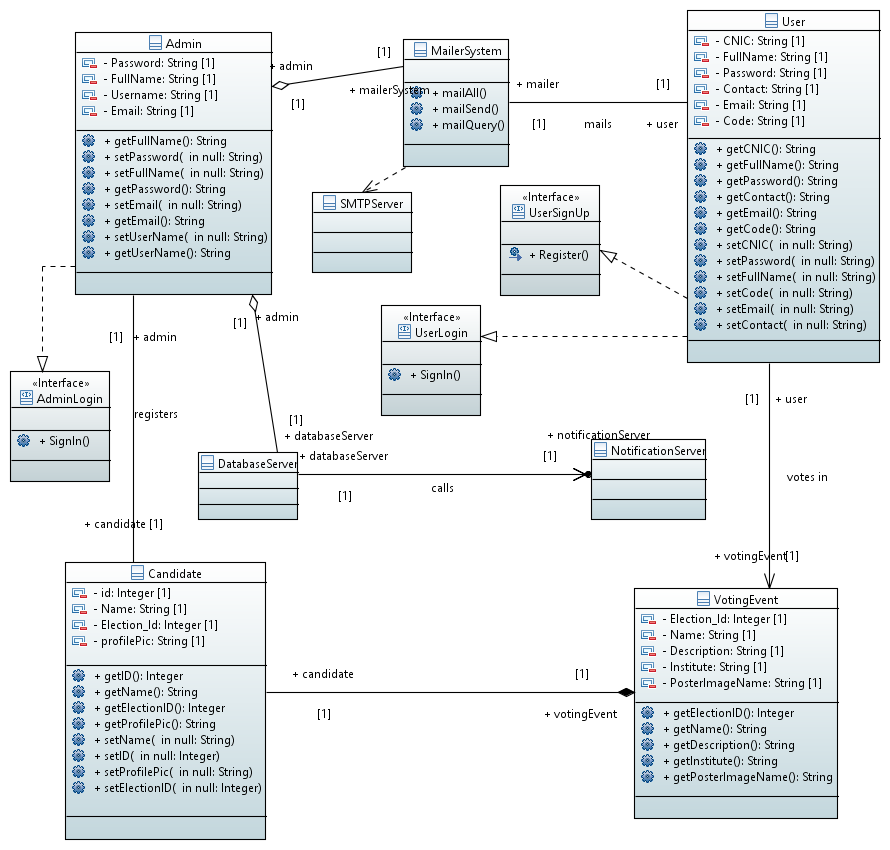 Admin
- Password: String [1]
- FullName: String [1]
- Username: String [1]
- Email: String [1]
+ getFullName(): String
+ setPassword( in null: String)
+ setFullName( in null: String)
+ getPassword(): String
+ setEmail( in null: String)
+ getEmail(): String
+ setUserName( in null: String)
+ getUserName(): String
+ admin
[1]
[1]
+ mailerSystem
MailerSystem
+ mailAll()
+ mailSend()
+ mailQuery()
+ mailer
[1]
[1]
mails
+ user
User
- CNIC: String [1]
- FullName: String [1]
- Password: String [1]
- Contact: String [1]
- Email: String [1]
- Code: String [1]
+ getCNIC(): String
+ getFullName(): String
+ getPassword(): String
+ getContact(): String
+ getEmail(): String
+ getCode(): String
+ setCNIC( in null: String)
+ setPassword( in null: String)
+ setFullName( in null: String)
+ setCode( in null: String)
+ setEmail( in null: String)
+ setContact( in null: String)
SMTPServer
«Interface»
UserSignUp
+ Register()
«Interface»
UserLogin
+ SignIn()
[1]
+ admin
[1]
+ admin
«Interface»
AdminLogin
+ SignIn()
registers
[1]
+ databaseServer
+ databaseServer
DatabaseServer
[1]
calls
+ notificationServer
[1]
NotificationServer
[1]
+ user
votes in
+ votingEvent
[1]
+ candidate [1]
Candidate
- id: Integer [1]
- Name: String [1]
- Election_Id: Integer [1]
- profilePic: String [1]
+ getID(): Integer
+ getName(): String
+ getElectionID(): Integer
+ getProfilePic(): String
+ setName( in null: String)
+ setID( in null: Integer)
+ setProfilePic( in null: String)
+ setElectionID( in null: Integer)
+ candidate
[1]
[1]
+ votingEvent
VotingEvent
- Election_Id: Integer [1]
- Name: String [1]
- Description: String [1]
- Institute: String [1]
- PosterImageName: String [1]
+ getElectionID(): Integer
+ getName(): String
+ getDescription(): String
+ getInstitute(): String
+ getPosterImageName(): String